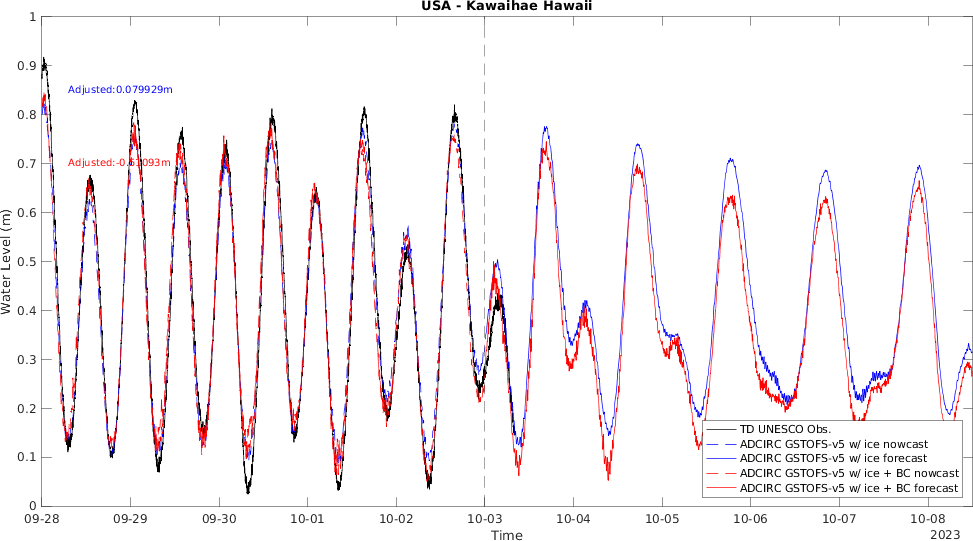 USA - Kawaihae Hawaii
1
0.9
0.8
0.7
0.6
0.5
0.4
0.3
0.2
0.1
0
Water Level (m)
Adjusted:0.079929m
TD UNESCO Obs.
ADCIRC GSTOFS-v5 w/ ice nowcast
ADCIRC GSTOFS-v5 w/ ice forecast
ADCIRC GSTOFS-v5 w/ ice + BC nowcast
ADCIRC GSTOFS-v5 w/ ice + BC forecast
09-28 09-29 09-30 10-01 10-02 10-03 10-04 10-05 10-06 10-07 10-08
Time 2023